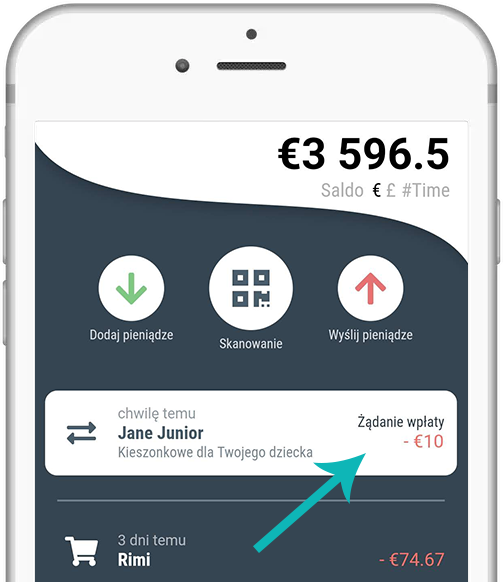 €3 596.5
Saldo € £ #Time
Dodaj pieniądze
Skanowanie
Wyślij pieniądze
chwilę temu
Jane Junior
Kieszonkowe dla Twojego dziecka
Żądanie wpłaty
- €10
3 dni temu
Rimi
- €74.67